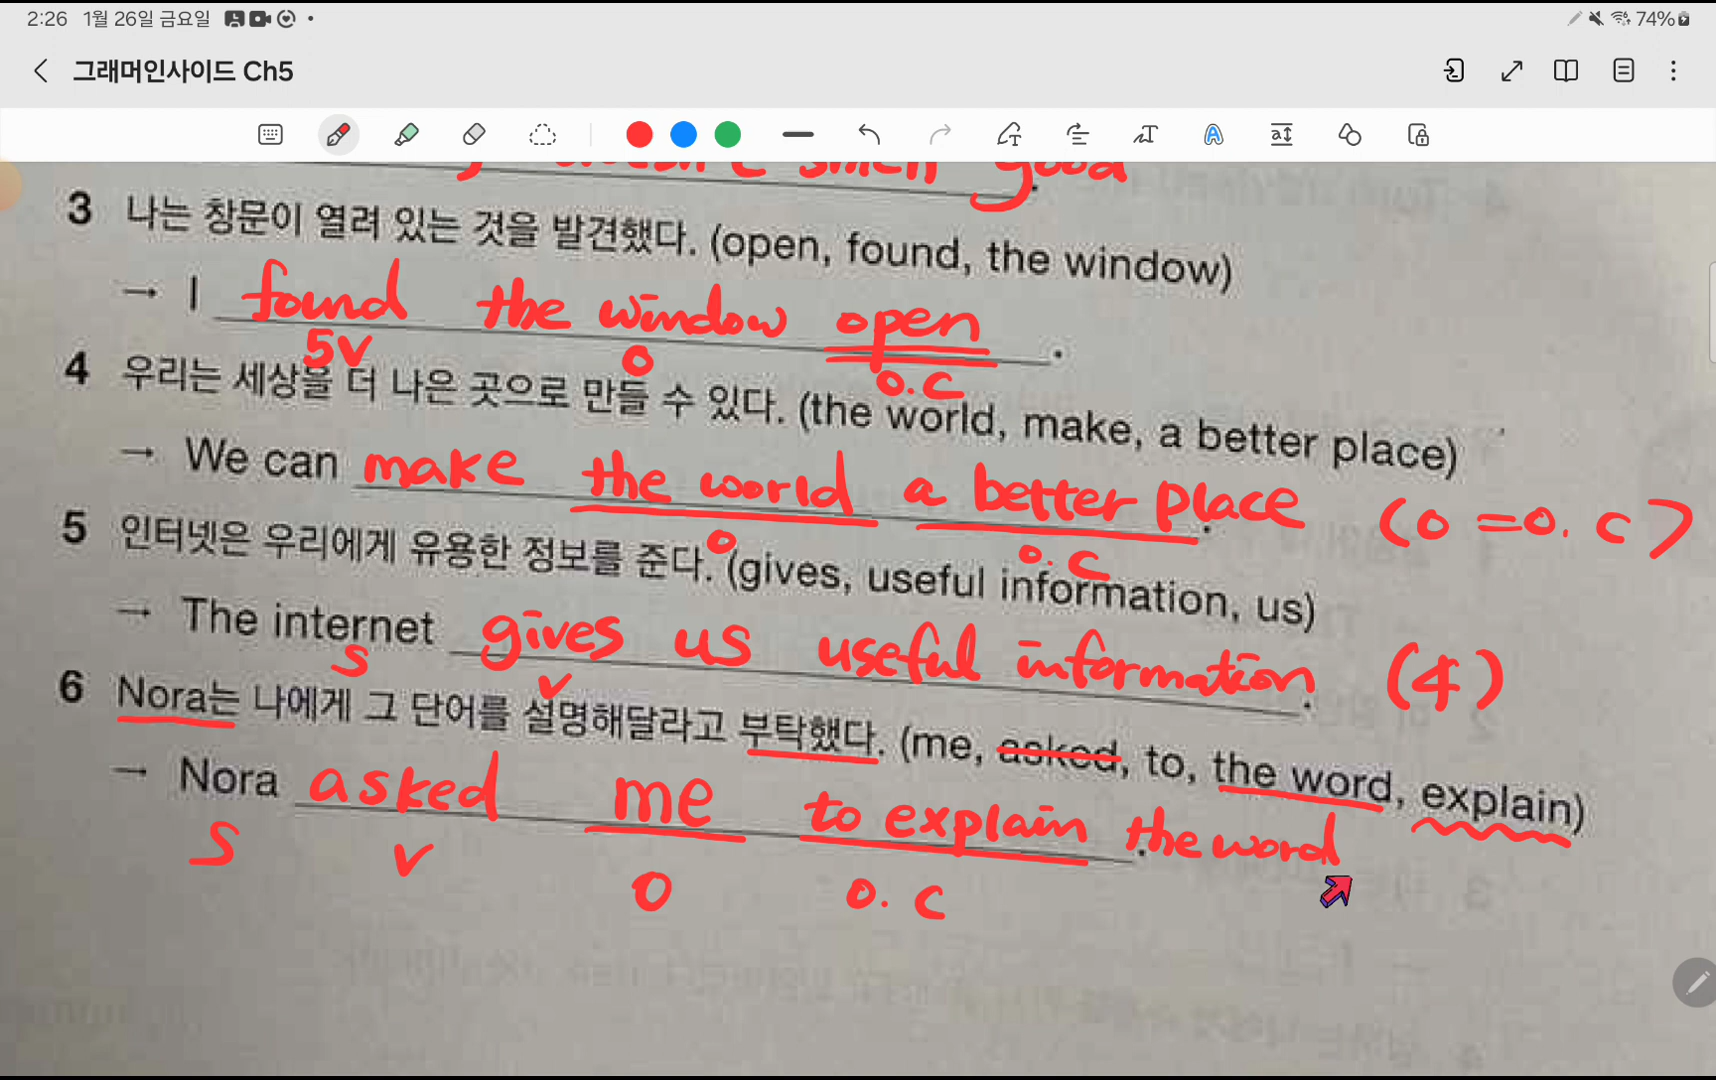 2:26 1월 26일 금요일
74%
그래머인사이드 Ch5
good
3 나는 창문이 열려 있는 것을 발견했다. (open, found, the window)
→ I found the window open.
5V O O.C
4 우리는 세상을 더 나은 곳으로 만들 수 있다. (the world, make, a better place)
→ We can make the world a better place. (O = O.C)
O O.C
5 인터넷은 우리에게 유용한 정보를 준다. (gives, useful information, us)
→ The internet gives us useful information. (4)
S V
6 Nora는 나에게 그 단어를 설명해달라고 부탁했다. (me, asked, to, the word, explain)
→ Nora asked me to explain the word.
S V O O.C